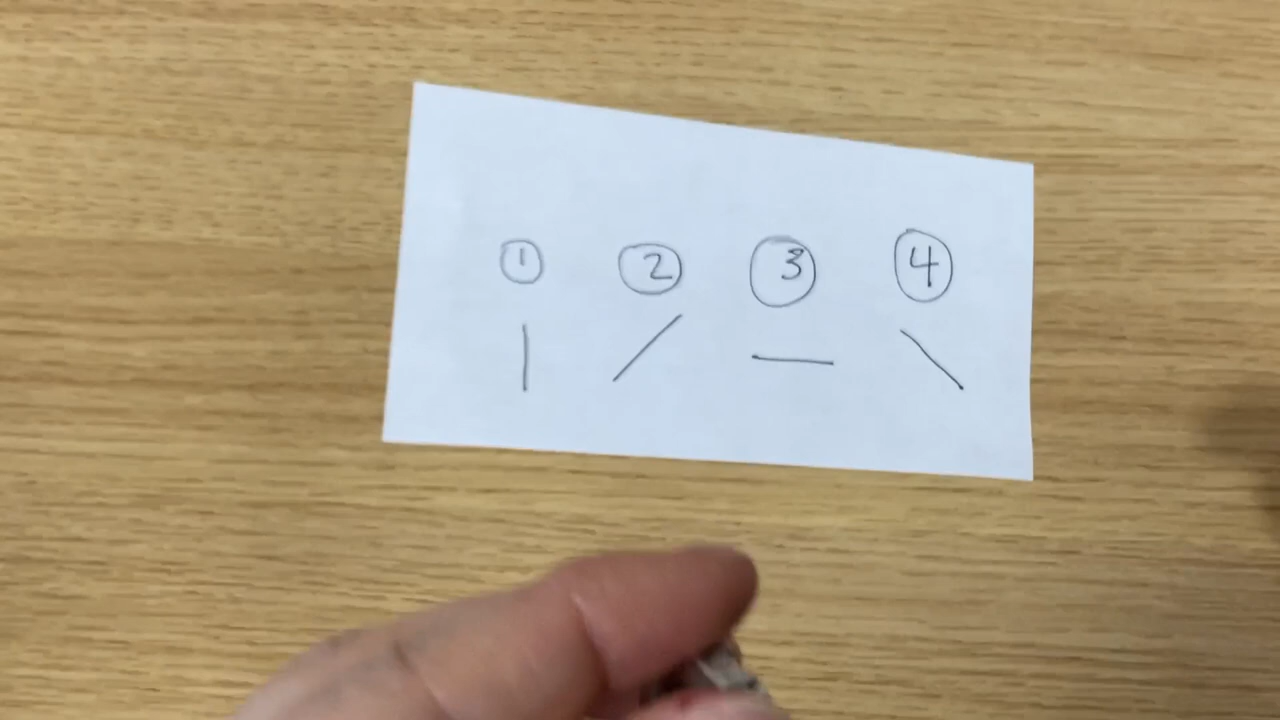 ① ② ③ ④
| / — \